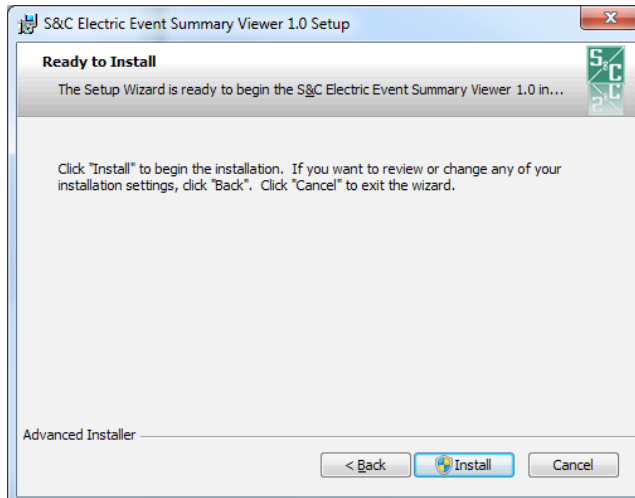 S&C Electric Event Summary Viewer 1.0 Setup
Ready to Install
The Setup Wizard is ready to begin the S&C Electric Event Summary Viewer 1.0 in...
S&C
Click "Install" to begin the installation. If you want to review or change any of your
installation settings, click "Back". Click "Cancel" to exit the wizard.
Advanced Installer
< Back
Install
Cancel